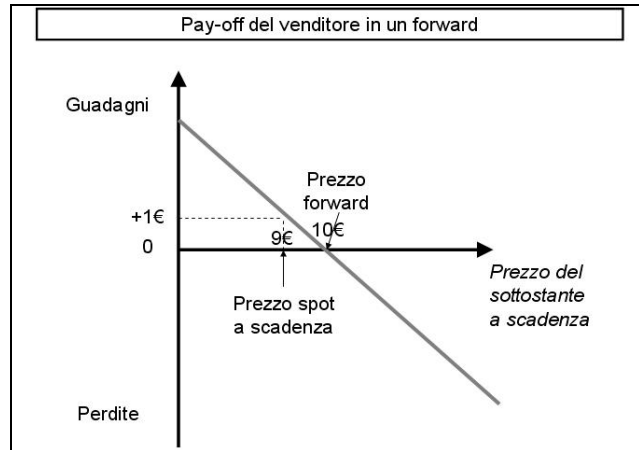 Pay-off del venditore in un forward
Guadagni
Prezzo
forward
+1€
9€
10€
0
Prezzo spot
a scadenza
Prezzo del
sottostante
a scadenza
Perdite